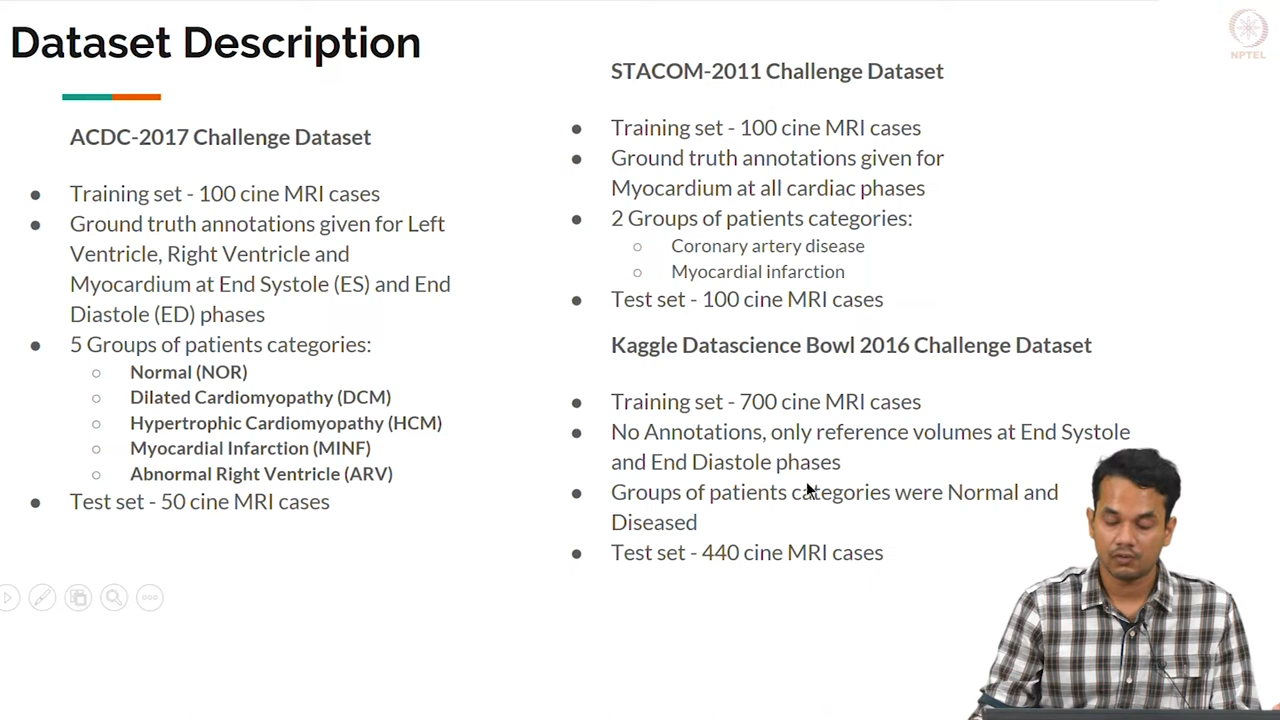 Dataset Description
NPTEL
ACDC-2017 Challenge Dataset
● Training set - 100 cine MRI cases
● Ground truth annotations given for Left
Ventricle, Right Ventricle and
Myocardium at End Systole (ES) and End
Diastole (ED) phases
● 5 Groups of patients categories:
○ Normal (NOR)
○ Dilated Cardiomyopathy (DCM)
○ Hypertrophic Cardiomyopathy (HCM)
○ Myocardial Infarction (MINF)
○ Abnormal Right Ventricle (ARV)
● Test set - 50 cine MRI cases
STACOM-2011 Challenge Dataset
● Training set - 100 cine MRI cases
● Ground truth annotations given for
Myocardium at all cardiac phases
● 2 Groups of patients categories:
○ Coronary artery disease
○ Myocardial infarction
● Test set - 100 cine MRI cases
Kaggle Datascience Bowl 2016 Challenge Dataset
● Training set - 700 cine MRI cases
● No Annotations, only reference volumes at End Systole
and End Diastole phases
● Groups of patients categories were Normal and
Diseased
● Test set - 440 cine MRI cases